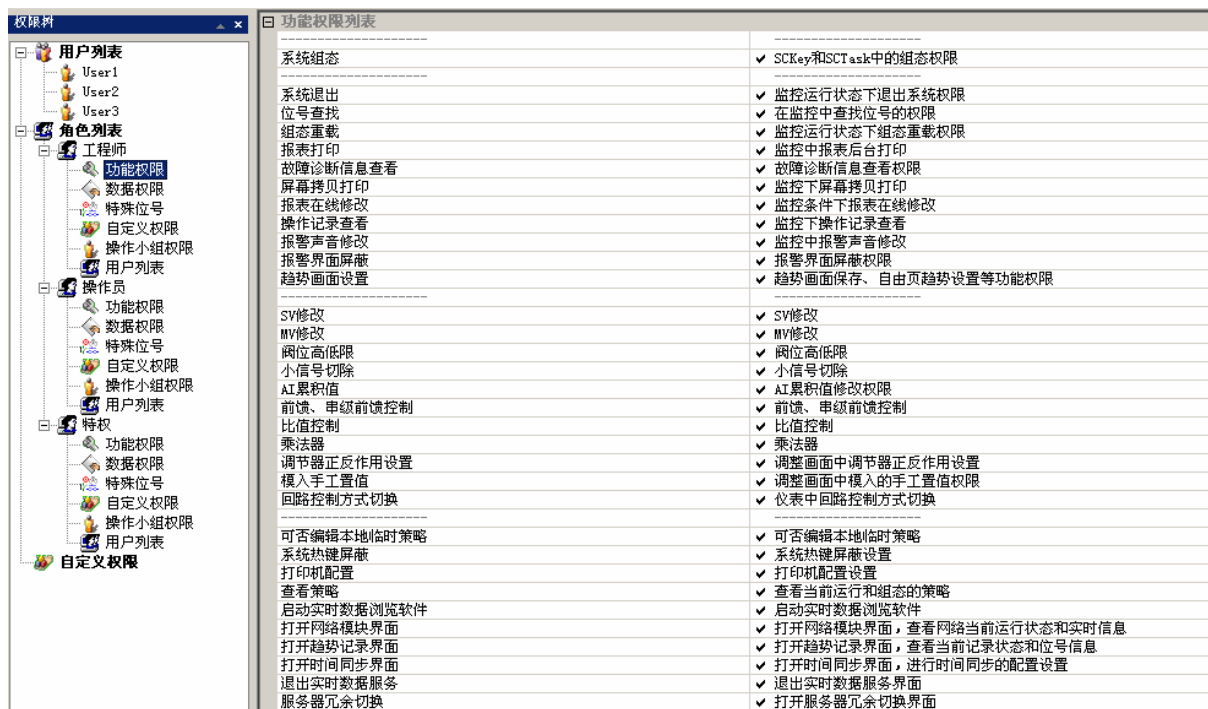 权限树
用户列表
User1
User2
User3
角色列表
工程师
功能权限
数据权限
特殊位号
自定义权限
操作小组权限
用户列表
操作员
功能权限
数据权限
特殊位号
自定义权限
操作小组权限
用户列表
特权
功能权限
数据权限
特殊位号
自定义权限
操作小组权限
用户列表
自定义权限
功能权限列表
-------------------- --------------------
系统组态 ✔ SCKey和SCTask中的组态权限
-------------------- --------------------
系统退出 ✔ 监控运行状态下退出系统权限
位号查找 ✔ 在监控中查找位号的权限
组态重载 ✔ 监控运行状态下组态重载权限
报表打印 ✔ 监控中报表后台打印
故障诊断信息查看 ✔ 故障诊断信息查看权限
屏幕拷贝打印 ✔ 监控下屏幕拷贝打印
报表在线修改 ✔ 监控条件下报表在线修改
操作记录查看 ✔ 监控下操作记录查看
报警声音修改 ✔ 监控中报警声音修改
报警界面屏蔽 ✔ 报警界面屏蔽权限
趋势画面设置 ✔ 趋势画面保存、自由页趋势设置等功能权限
-------------------- --------------------
SV修改 ✔ SV修改
MV修改 ✔ MV修改
阀位高低限 ✔ 阀位高低限
小信号切除 ✔ 小信号切除
AI累积值 ✔ AI累积值修改权限
前馈、串级前馈控制 ✔ 前馈、串级前馈控制
比值控制 ✔ 比值控制
乘法器 ✔ 乘法器
调节器正反作用设置 ✔ 调整画面中调节器正反作用设置
模入手工置值 ✔ 调整画面中模入的手工置值权限
回路控制方式切换 ✔ 仪表中回路控制方式切换
-------------------- --------------------
可否编辑本地临时策略 ✔ 可否编辑本地临时策略
系统热键屏蔽 ✔ 系统热键屏蔽设置
打印机配置 ✔ 打印机配置设置
查看策略 ✔ 查看当前运行和组态的策略
启动实时数据浏览软件 ✔ 启动实时数据浏览软件
打开网络模块界面 ✔ 打开网络模块界面，查看网络当前运行状态和实时信息
打开趋势记录界面 ✔ 打开趋势记录界面，查看当前记录状态和位号信息
打开时间同步界面 ✔ 打开时间同步界面，进行时间同步的配置设置
退出实时数据服务 ✔ 退出实时数据服务界面
服务器冗余切换 ✔ 打开服务器冗余切换界面